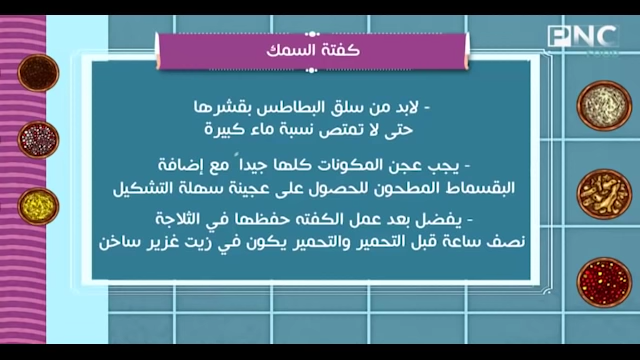 PNC
FOOD
كفتة السمك
- لابد من سلق البطاطس بقشرها
حتى لا تمتص نسبة ماء كبيرة
- يجب عجن المكونات كلها جيداً مع إضافة
البقسماط المطحون للحصول على عجينة سهلة التشكيل
- يفضل بعد عمل الكفته حفظها في الثلاجة
نصف ساعة قبل التحمير والتحمير يكون في زيت غزير ساخن